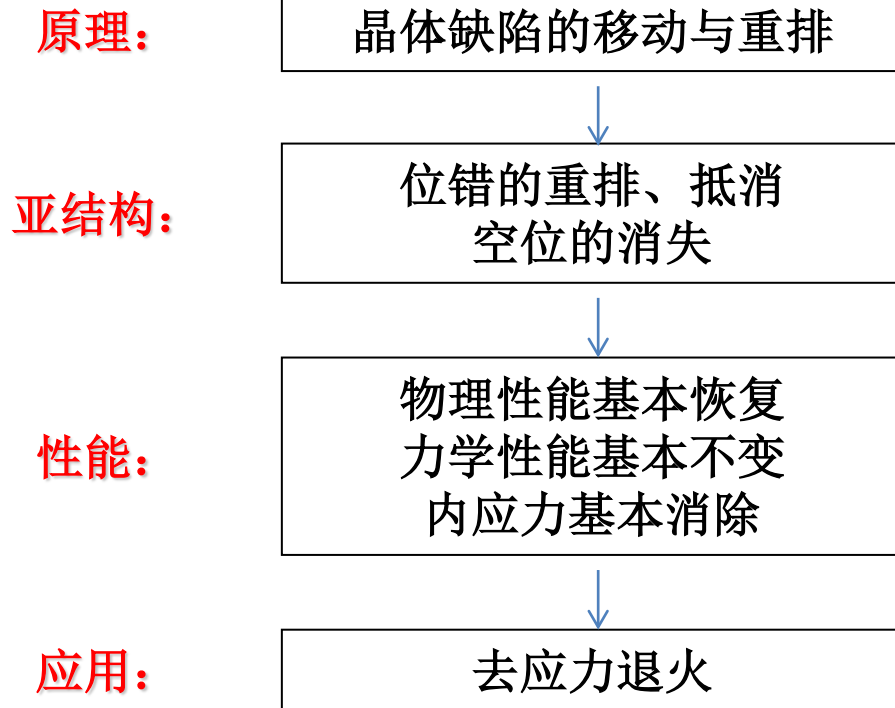 原理：
晶体缺陷的移动与重排
亚结构：
位错的重排、抵消
空位的消失
性能：
物理性能基本恢复
力学性能基本不变
内应力基本消除
应用：
去应力退火